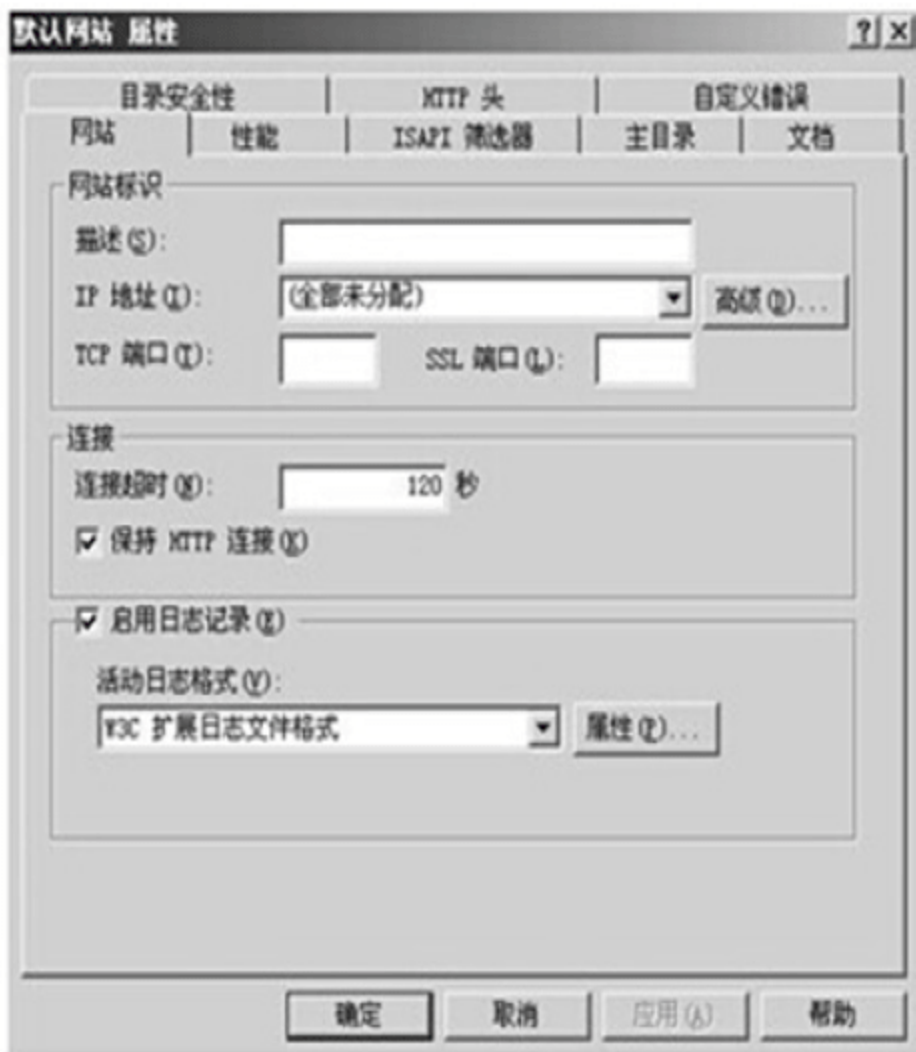 默认网站 属性
目录安全性 HTTP 头 自定义错误
网站 性能 ISAPI 筛选器 主目录 文档
网站标识
描述(S):
IP 地址(I): (全部未分配) 高级(D)...
TCP 端口(T): SSL 端口(L):
连接
连接超时(N): 120 秒
保持 HTTP 连接(K)
启用日志记录(E)
活动日志格式(V):
W3C 扩展日志文件格式 属性(P)...
确定 取消 应用(A) 帮助